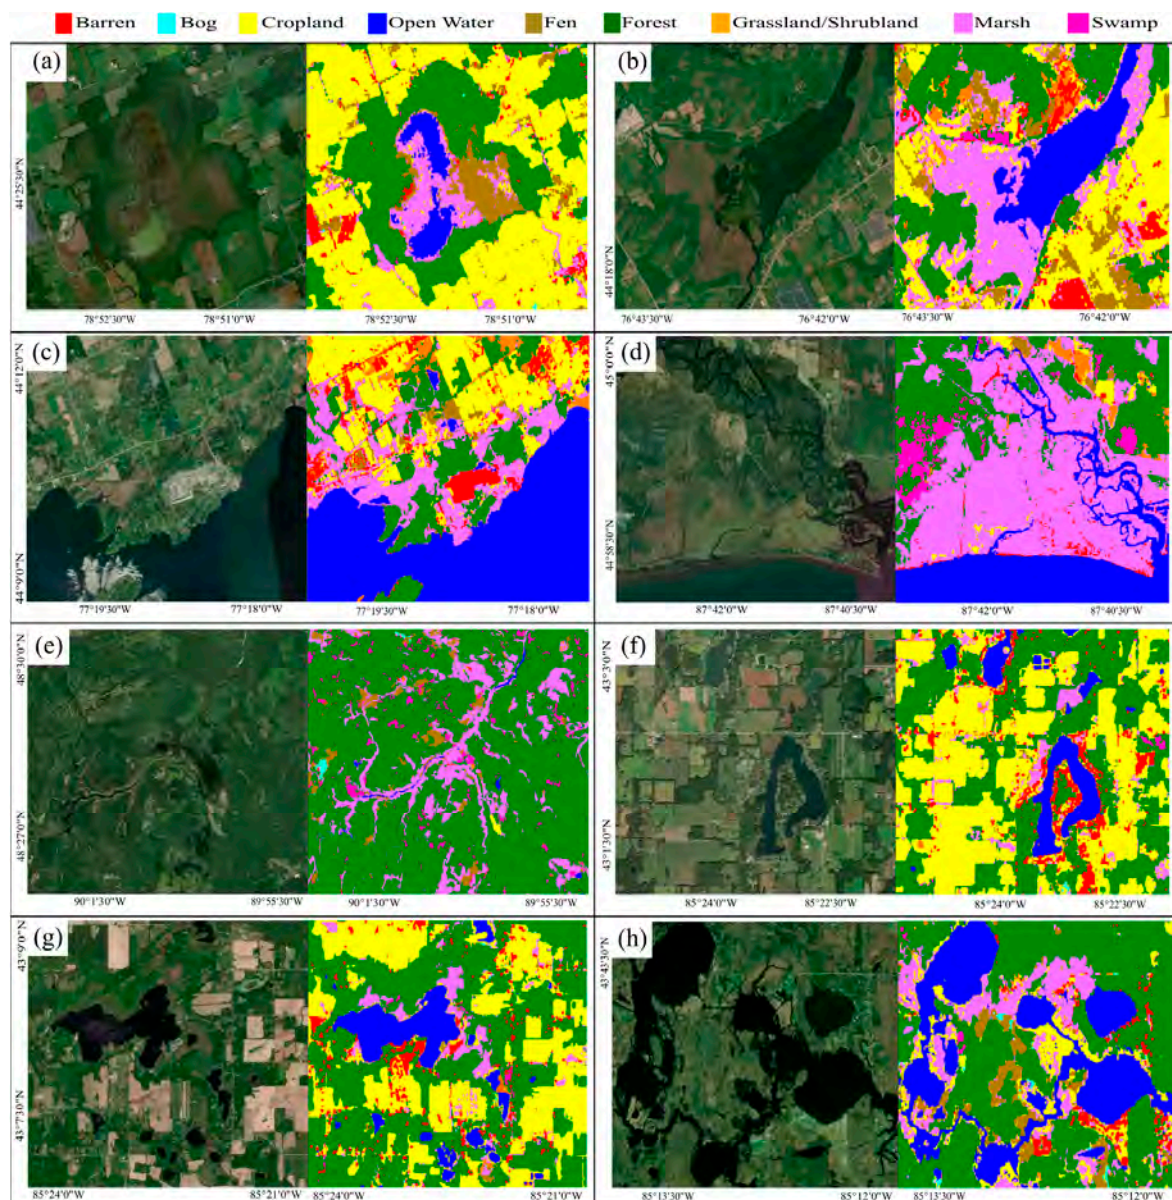 Barren Bog Cropland Open Water Fen Forest Grassland/Shrubland Marsh Swamp
(a)
44°25'30"N
78°52'30"W 78°51'0"W 78°52'30"W 78°51'0"W
(b)
44°18'0"N
76°43'30"W 76°42'0"W 76°43'30"W 76°42'0"W
(c)
44°12'0"N
44°9'0"N
77°19'30"W 77°18'0"W 77°19'30"W 77°18'0"W
(d)
45°0'0"N
44°58'30"N
87°42'0"W 87°40'30"W 87°42'0"W 87°40'30"W
(e)
48°30'0"N
48°27'0"N
90°1'30"W 89°55'30"W 90°1'30"W 89°55'30"W
(f)
43°3'0"N
43°1'30"N
85°24'0"W 85°22'30"W 85°24'0"W 85°22'30"W
(g)
43°9'0"N
43°7'30"N
85°24'0"W 85°21'0"W 85°24'0"W 85°21'0"W
(h)
43°43'30"N
85°13'30"W 85°12'0"W 85°13'30"W 85°12'0"W